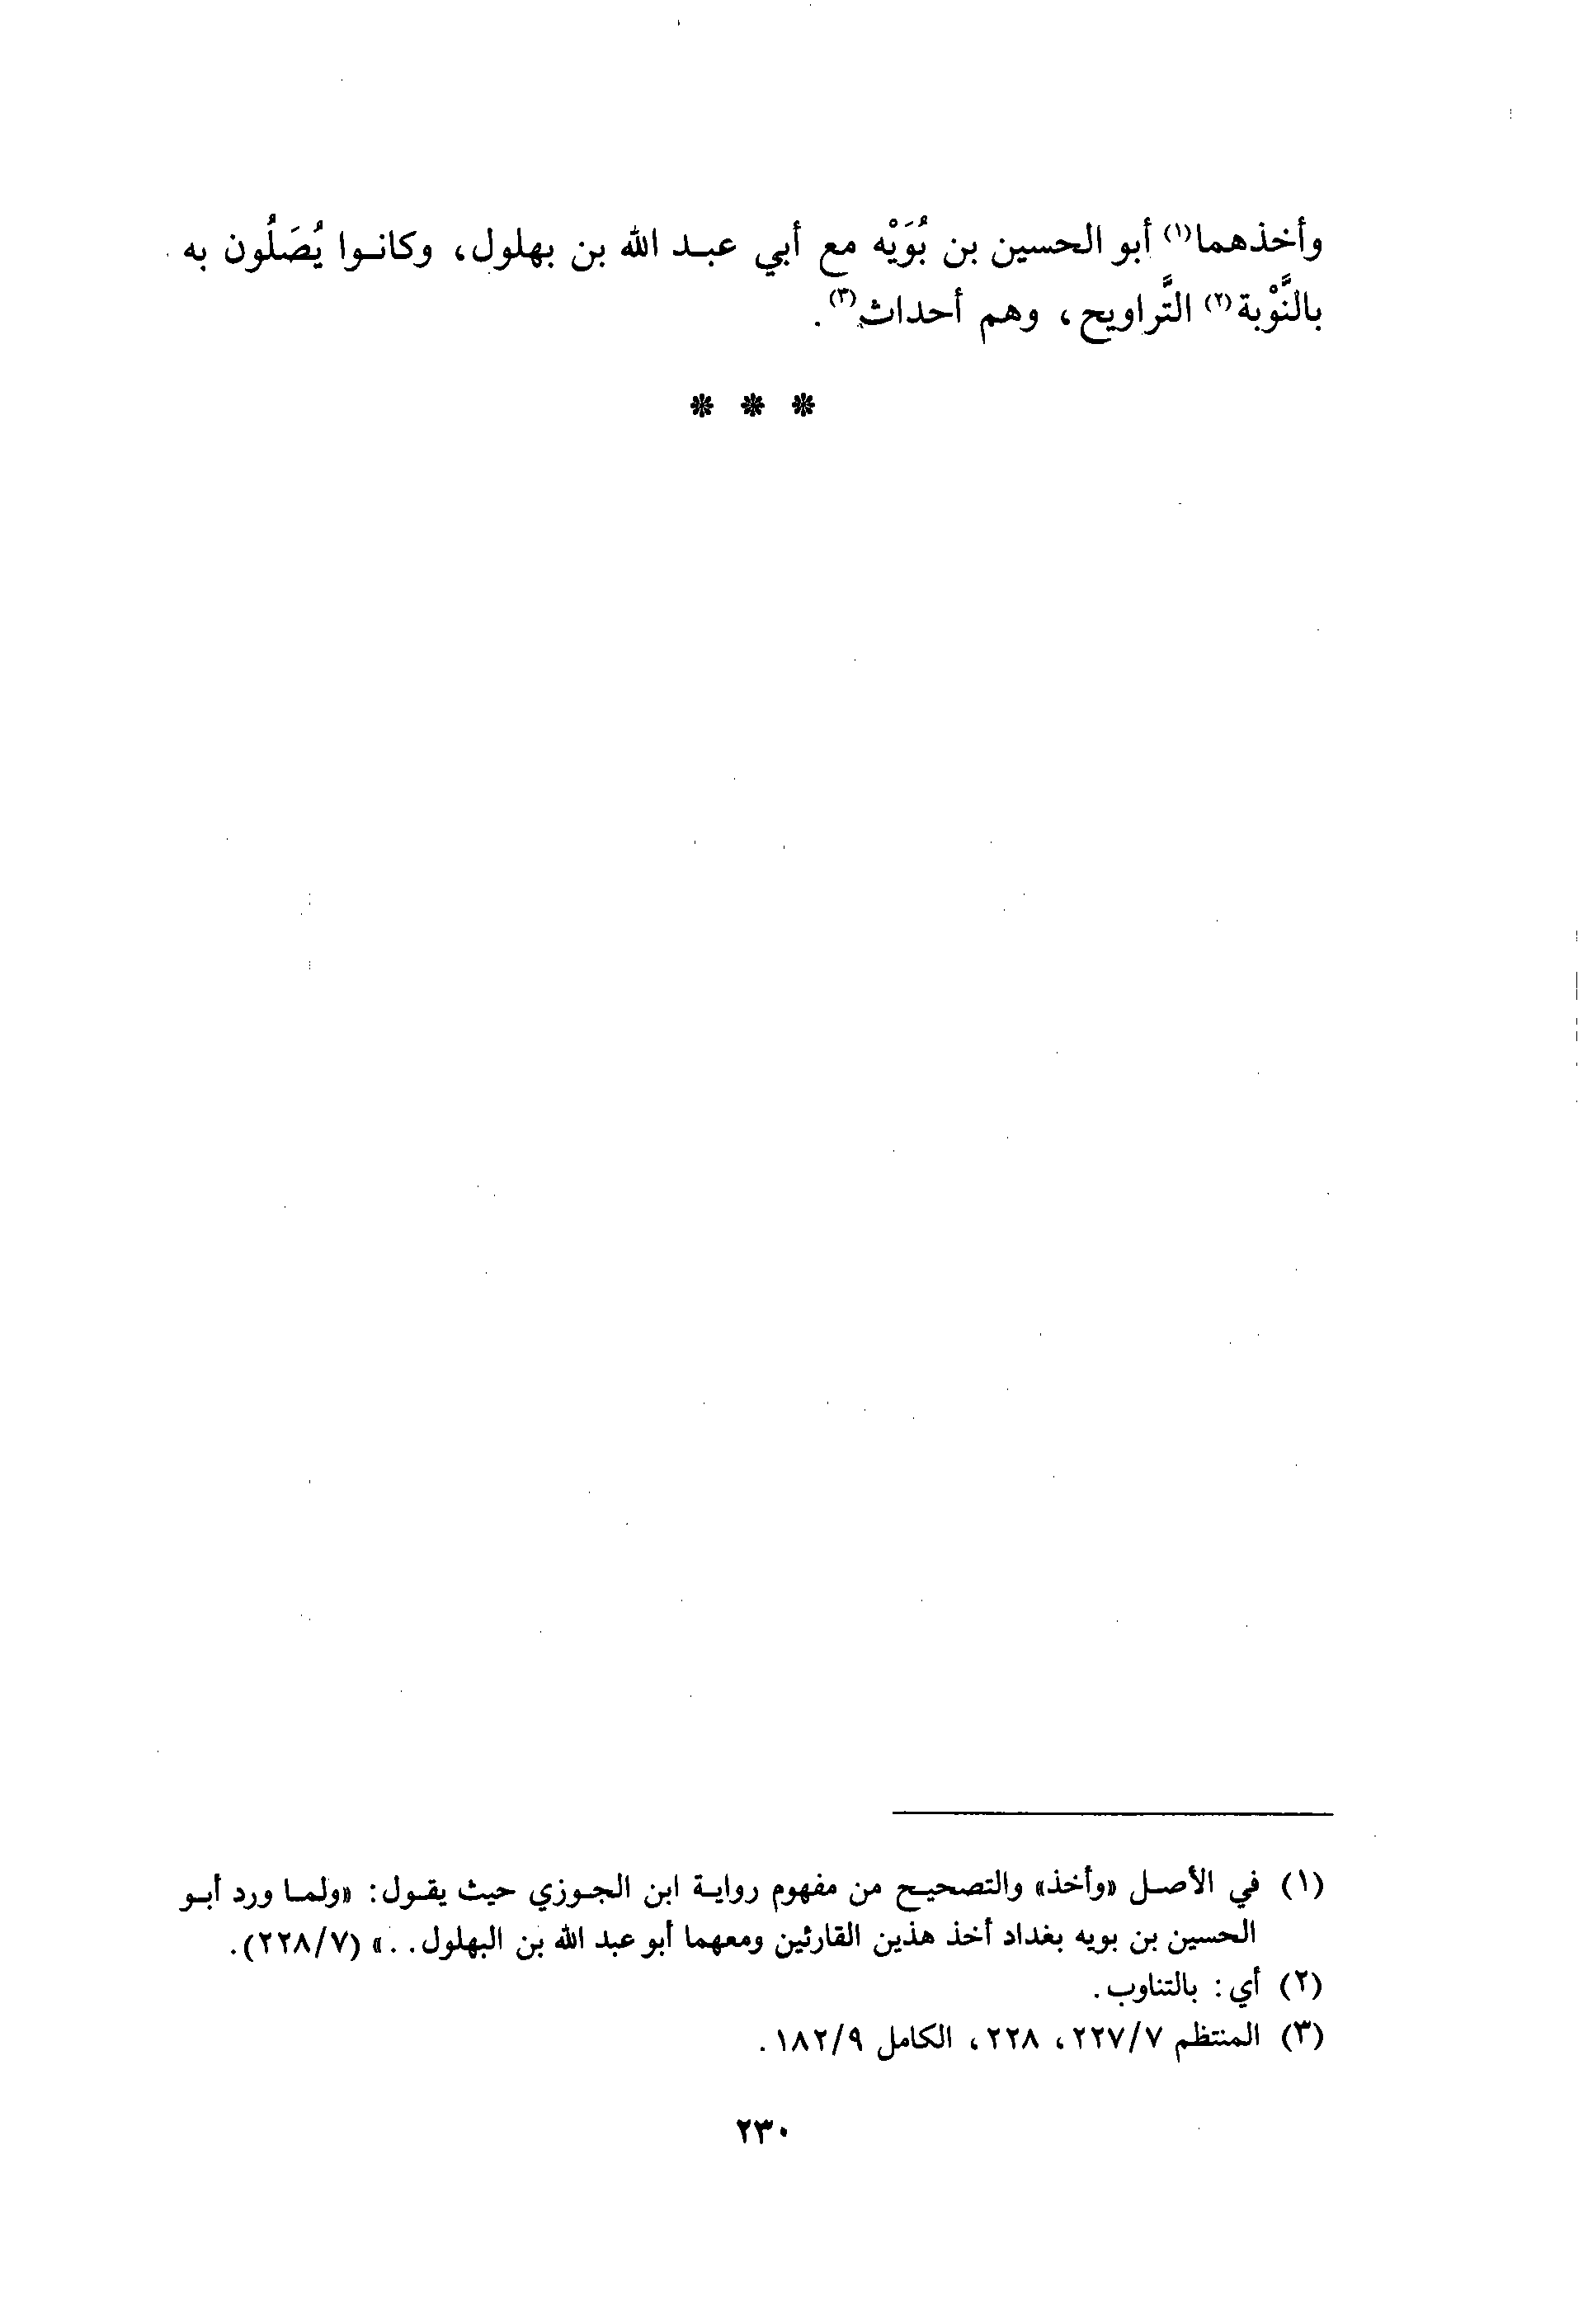 وأخذهما(١) أبو الحسين بن بُوَيْه مع أبي عبد الله بن بهلول، وكانوا يُصَلُون به
بالنَّوْبة(٢) التَّراويح، وهم أحداث(٣).
* * *
(١) في الأصل «وأخذ» والتصحيح من مفهوم رواية ابن الجوزي حيث يقول: «ولما ورد أبو
الحسين بن بويه بغداد أخذ هذين القارئين ومعهما أبو عبد الله بن البهلول..» (٢٢٨/٧).
(٢) أي: بالتناوب.
(٣) المنتظم ٢٢٧/٧، ٢٢٨، الكامل ١٨٢/٩.
٢٣٠